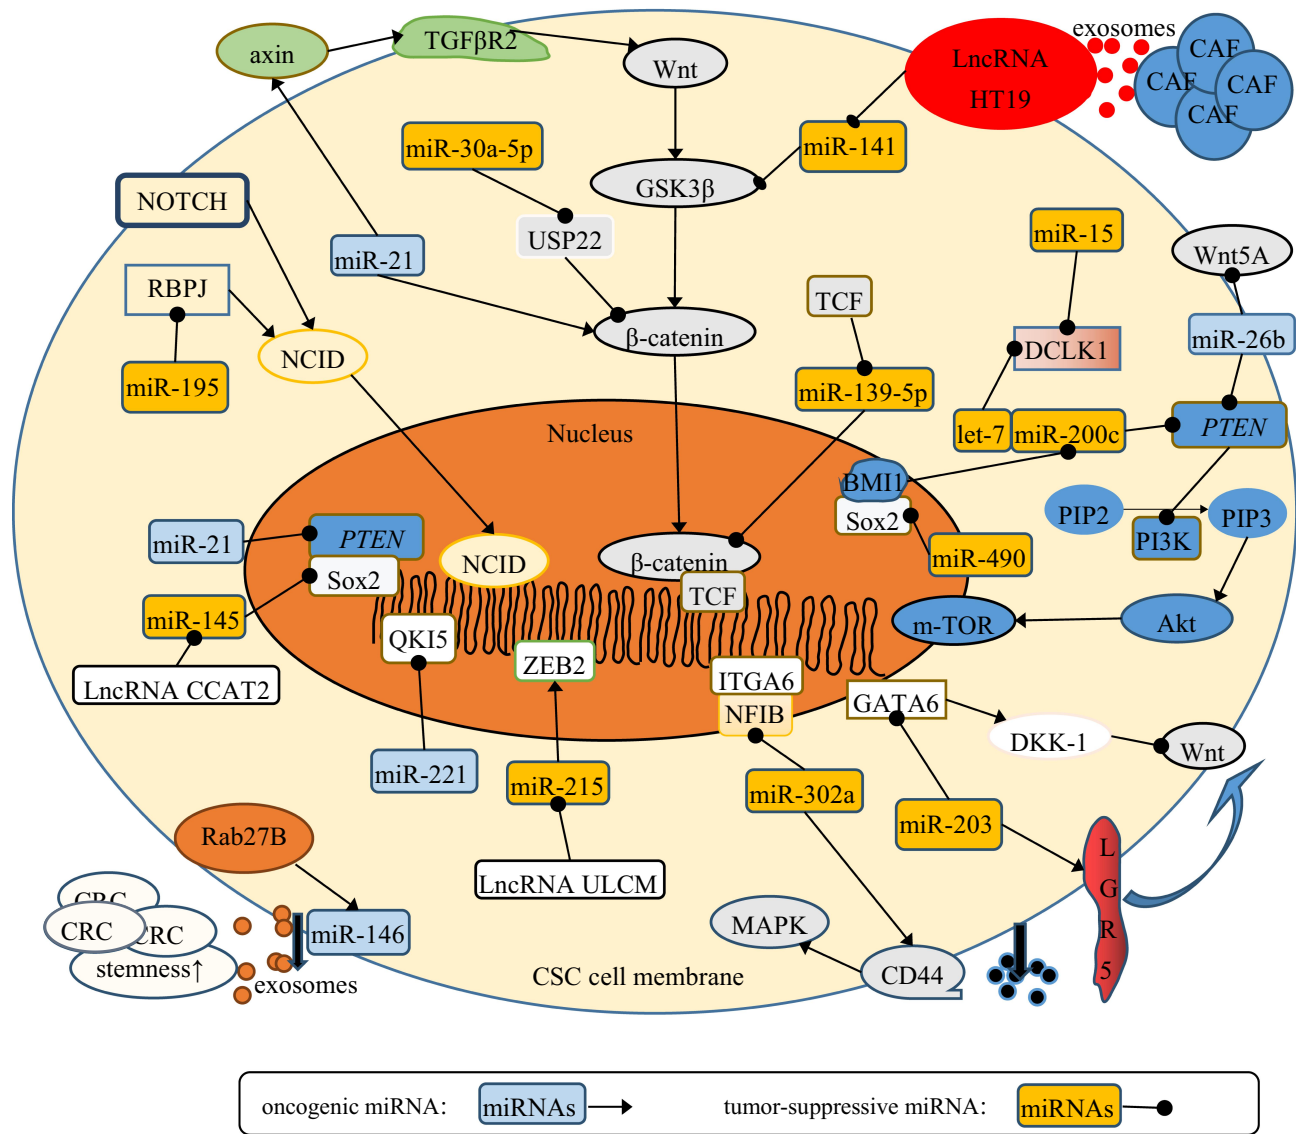 axin
TGFβR2
Wnt
LncRNA
HT19
exosomes
CAF
CAF
CAF
CAF
miR-30a-5p
miR-141
GSK3β
NOTCH
USP22
miR-21
miR-15
Wnt5A
RBPJ
TCF
β-catenin
DCLK1
miR-26b
NCID
miR-195
miR-139-5p
Nucleus
let-7
miR-200c
PTEN
BMI1
Sox2
PIP2
PIP3
PI3K
miR-21
PTEN
Sox2
NCID
β-catenin
TCF
miR-490
miR-145
QKI5
m-TOR
Akt
LncRNA CCAT2
ZEB2
ITGA6
NFIB
GATA6
DKK-1
Wnt
miR-221
miR-215
miR-302a
miR-203
Rab27B
LncRNA ULCM
L
G
R
5
CRC
CRC
CRC
stemness↑
miR-146
exosomes
MAPK
CD44
CSC cell membrane
oncogenic miRNA:
miRNAs
tumor-suppressive miRNA:
miRNAs